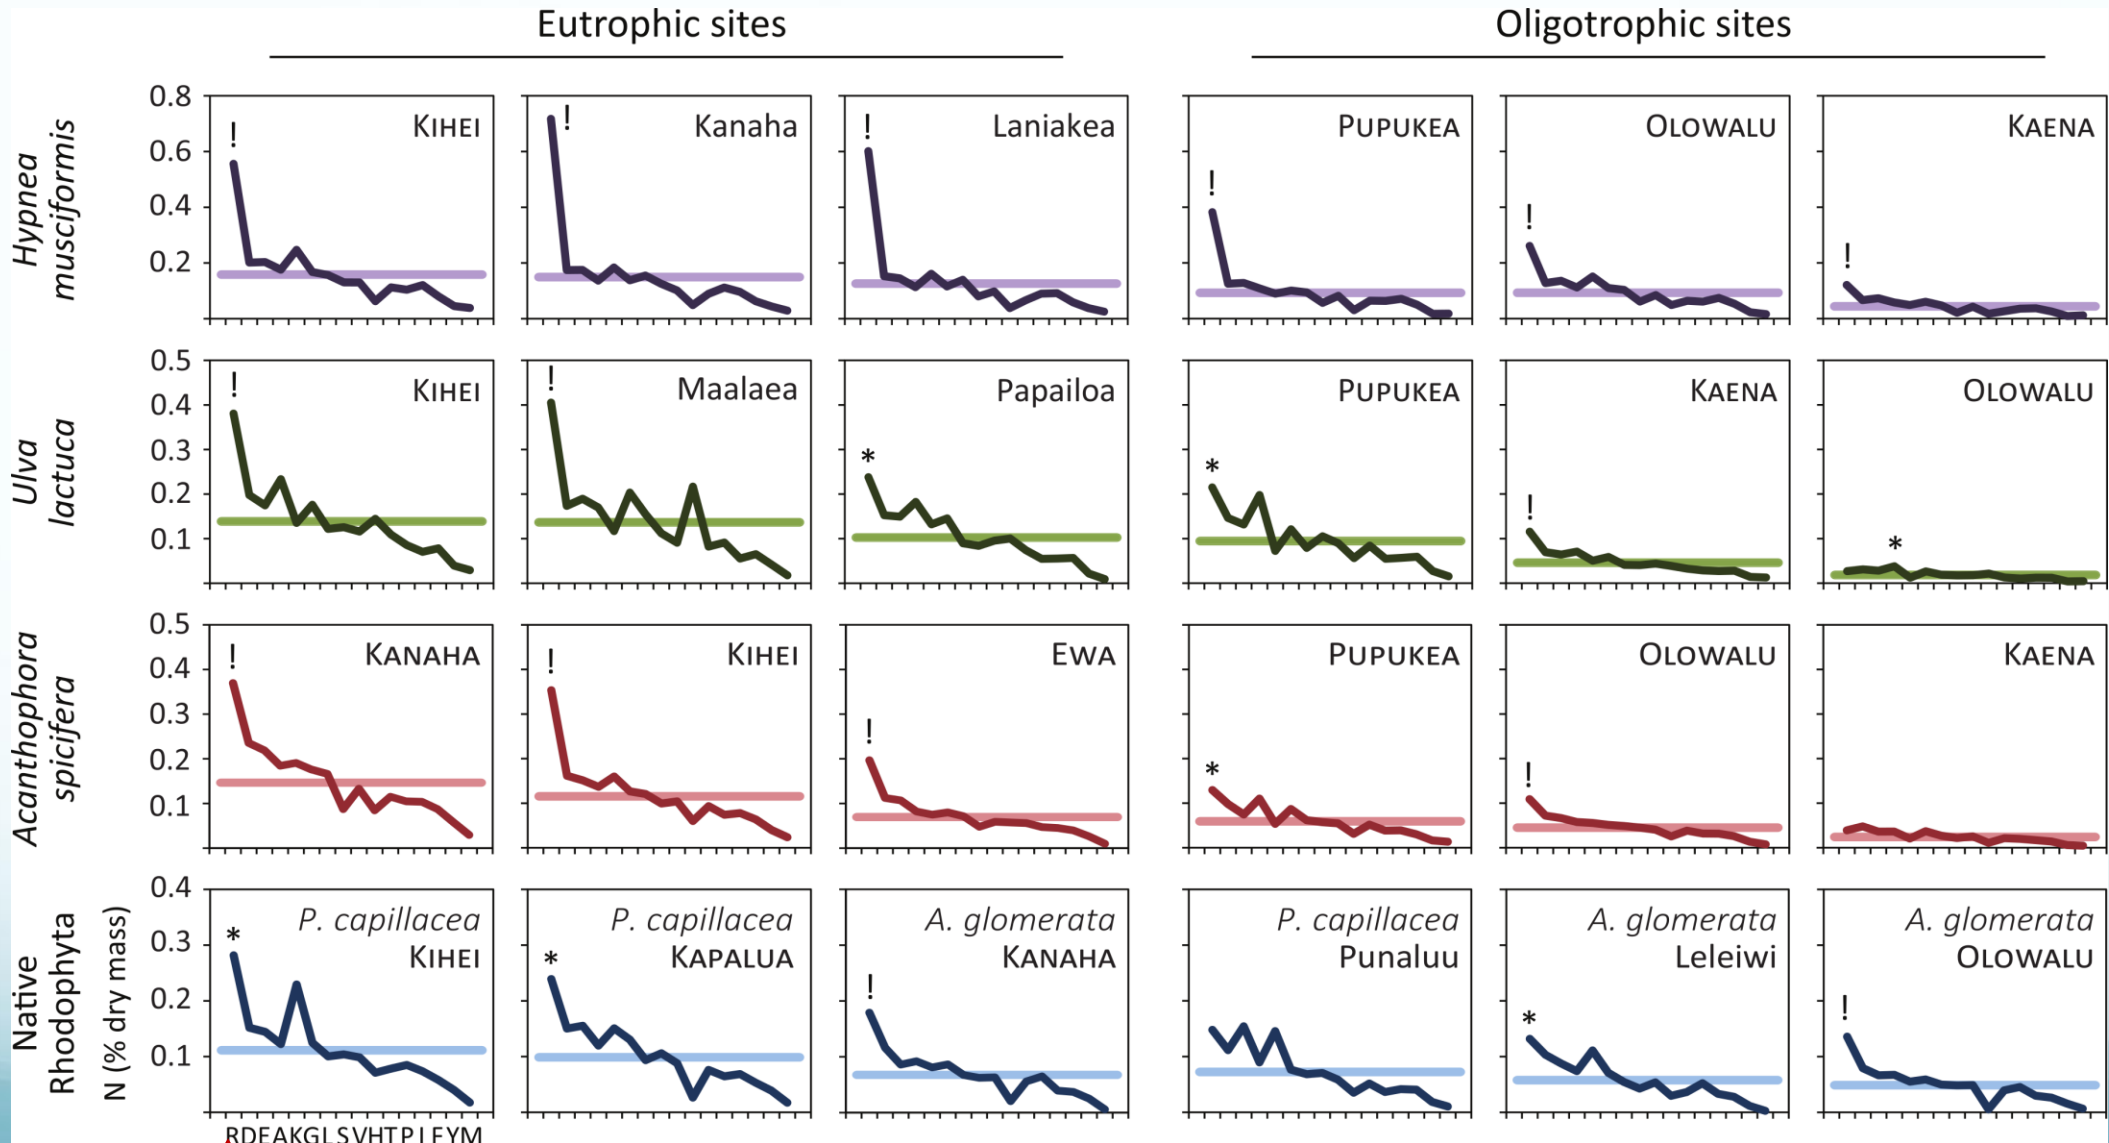 Eutrophic sites
Oligotrophic sites
Hypnea
musciformis
0.8
0.6
0.4
0.2
!
KIHEI
!
Kanaha
!
Laniakea
!
PUPUKEA
!
OLOWALU
!
KAENA
Ulva
lactuca
0.5
0.4
0.3
0.2
0.1
!
KIHEI
!
Maalaea
*
Papailoa
*
PUPUKEA
!
KAENA
*
OLOWALU
Acanthophora
spicifera
0.5
0.4
0.3
0.2
0.1
!
KANAHA
!
KIHEI
!
EWA
*
PUPUKEA
!
OLOWALU
KAENA
Native
Rhodophyta
N (% dry mass)
0.4
0.3
0.2
0.1
*
P. capillacea
KIHEI
*
P. capillacea
KAPALUA
!
A. glomerata
KANAHA
P. capillacea
Punaluu
*
A. glomerata
Leleiwi
!
A. glomerata
OLOWALU
RDEAKGLSVHTPIFYM